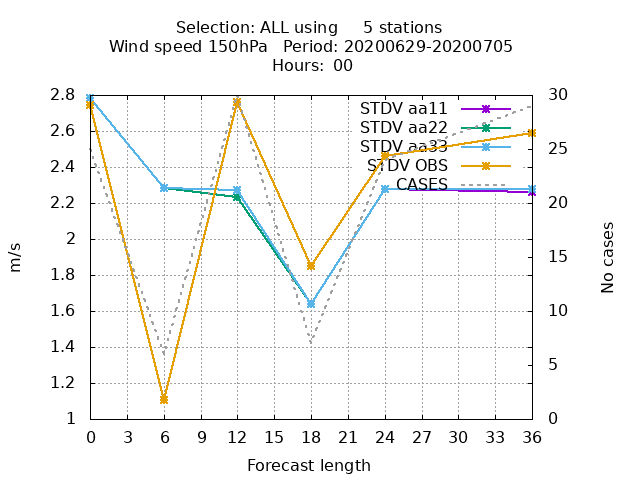 Selection: ALL using 5 stations
Wind speed 150hPa Period: 20200629-20200705
Hours: 00
STDV aa11
STDV aa22
STDV aa33
STDV OBS
CASES
2.8
2.6
2.4
2.2
2
1.8
1.6
1.4
1.2
1
30
25
20
15
10
5
0
m/s
No cases
0 3 6 9 12 15 18 21 24 27 30 33 36
Forecast length